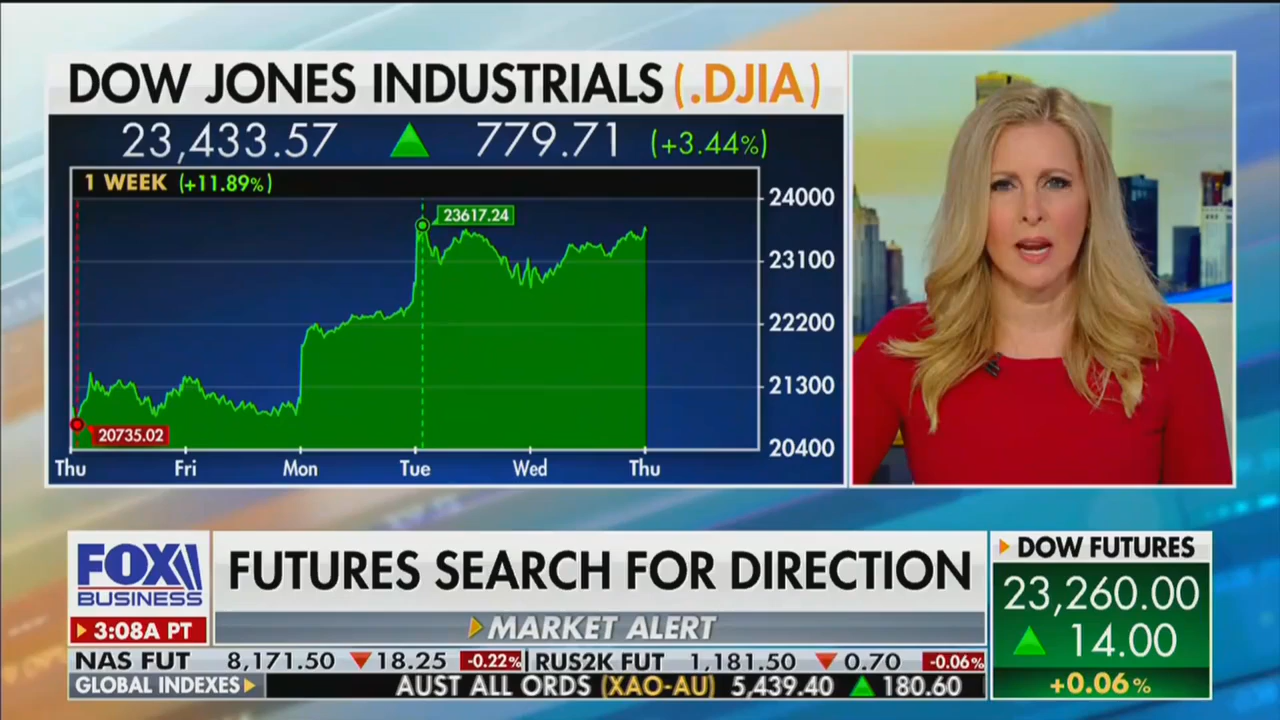 DOW JONES INDUSTRIALS (.DJIA)
23,433.57 ▲ 779.71 (+3.44%)
1 WEEK (+11.89%)
23617.24
20735.02
24000
23100
22200
21300
20400
Thu Fri Mon Tue Wed Thu
FOX BUSINESS
3:08A PT
FUTURES SEARCH FOR DIRECTION
MARKET ALERT
DOW FUTURES
23,260.00
▲ 14.00
+0.06%
NAS FUT 8,171.50 ▼ 18.25 -0.22% RUS2K FUT 1,181.50 ▼ 0.70 -0.06%
GLOBAL INDEXES AUST ALL ORDS (XAO-AU) 5,439.40 ▲ 180.60